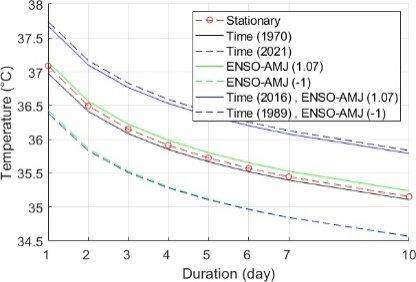 38
37.5
37
36.5
36
35.5
35
34.5
Temperature (°C)
Stationary
Time (1970)
Time (2021)
ENSO-AMJ (1.07)
ENSO-AMJ (-1)
Time (2016) , ENSO-AMJ (1.07)
Time (1989) , ENSO-AMJ (-1)
1 2 3 4 5 6 7 10
Duration (day)